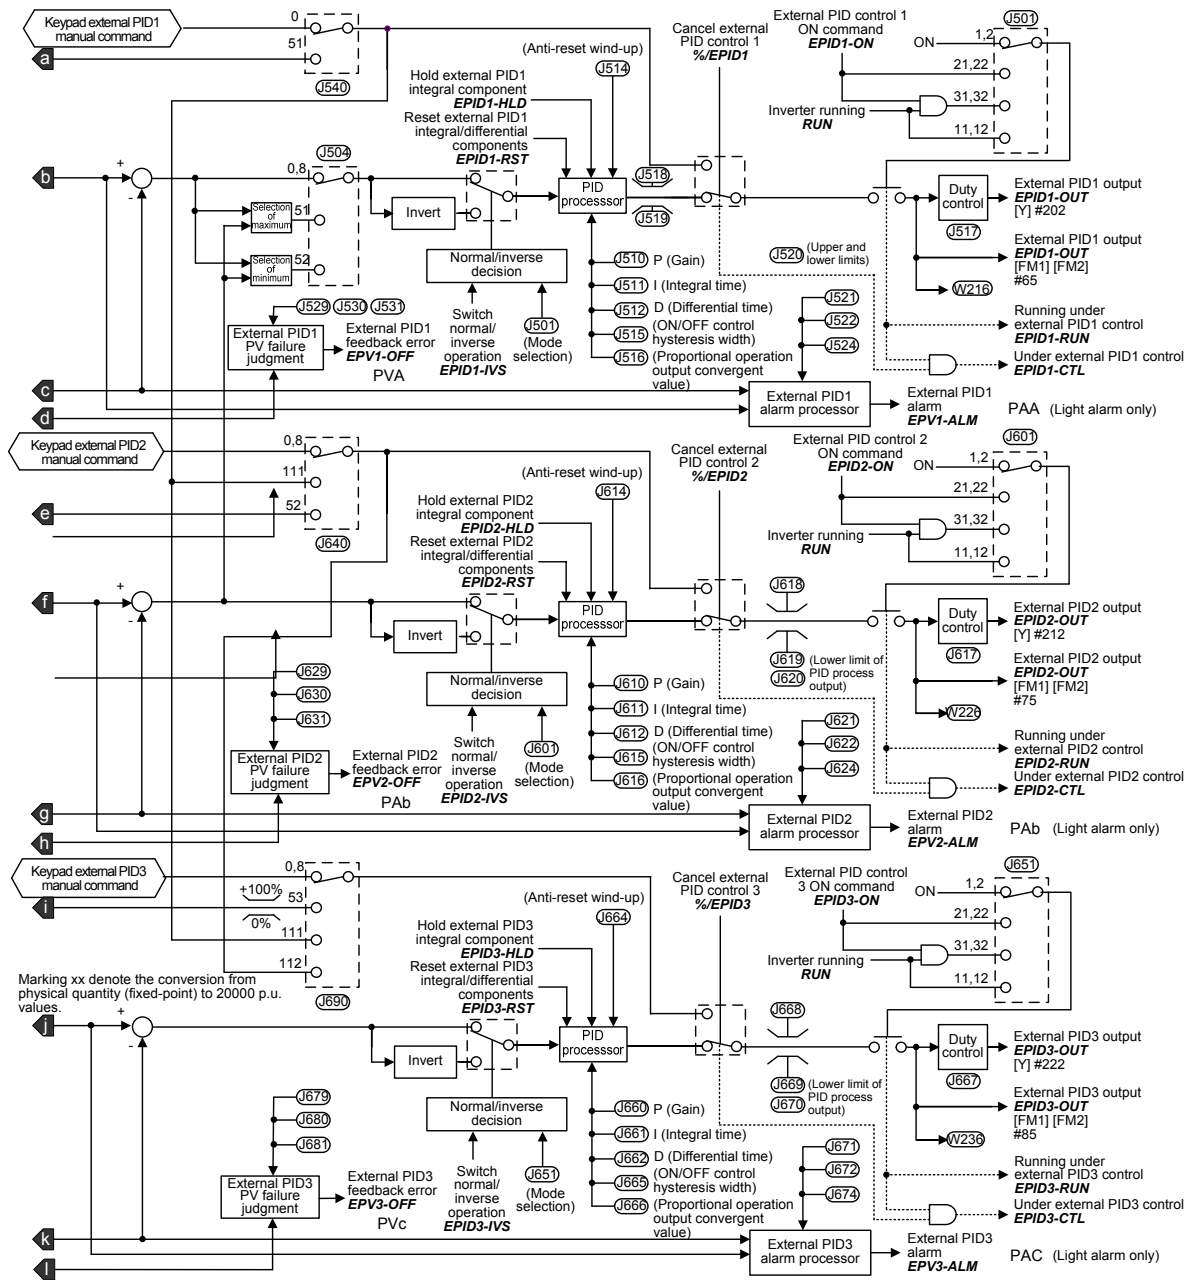 Keypad external PID1
manual command
0
51
a
J540
(Anti-reset wind-up)
J514
Hold external PID1
integral component
EPID1-HLD
Reset external PID1
integral/differential
components
EPID1-RST
Cancel external
PID control 1
%/EPID1
External PID control 1
ON command
EPID1-ON
ON
Inverter running
RUN
J501
1,2
21,22
31,32
11,12
b
+
-
J504
0,8
51
52
Selection
of
maximum
Selection
of
minimum
Invert
PID
processsor
J518
J519
Normal/inverse
decision
Switch
normal/
inverse
operation
EPID1-IVS
J501
(Mode
selection)
J510 P (Gain)
J511 I (Integral time)
J512 D (Differential time)
J515 (ON/OFF control
hysteresis width)
J516 (Proportional operation
output convergent
value)
J520 (Upper and
lower limits)
J521
J522
J524
Duty
control
J517
External PID1 output
EPID1-OUT
[Y] #202
External PID1 output
EPID1-OUT
[FM1] [FM2]
#65
W216
Running under
external PID1 control
EPID1-RUN
Under external PID1 control
EPID1-CTL
J529 J530 J531
External PID1
PV failure
judgment
External PID1
feedback error
EPV1-OFF
PVA
c
d
External PID1
alarm processor
External PID1
alarm
EPV1-ALM
PAA (Light alarm only)
Keypad external PID2
manual command
0,8
111
52
e
J640
(Anti-reset wind-up)
J614
Hold external PID2
integral component
EPID2-HLD
Reset external PID2
integral/differential
components
EPID2-RST
Cancel external
PID control 2
%/EPID2
External PID control 2
ON command
EPID2-ON
ON
Inverter running
RUN
J601
1,2
21,22
31,32
11,12
f
+
-
Invert
PID
processsor
J618
J619 (Lower limit of
J620 PID process
output)
Normal/inverse
decision
Switch
normal/
inverse
operation
EPID2-IVS
J601
(Mode
selection)
J610 P (Gain)
J611 I (Integral time)
J612 D (Differential time)
J615 (ON/OFF control
hysteresis width)
J616 (Proportional operation
output convergent
value)
J621
J622
J624
Duty
control
J617
External PID2 output
EPID2-OUT
[Y] #212
External PID2 output
EPID2-OUT
[FM1] [FM2]
#75
W226
Running under
external PID2 control
EPID2-RUN
Under external PID2 control
EPID2-CTL
J629
J630
J631
External PID2
PV failure
judgment
External PID2
feedback error
EPV2-OFF
PAb
g
h
External PID2
alarm processor
External PID2
alarm
EPV2-ALM
PAb (Light alarm only)
Keypad external PID3
manual command
0,8
+100%
53
i
0%
111
112
J690
Marking xx denote the conversion from
physical quantity (fixed-point) to 20000 p.u.
values.
(Anti-reset wind-up)
J664
Hold external PID3
integral component
EPID3-HLD
Reset external PID3
integral/differential
components
EPID3-RST
Cancel external
PID control 3
%/EPID3
External PID control
3 ON command
EPID3-ON
ON
Inverter running
RUN
J651
1,2
21,22
31,32
11,12
j
+
-
Invert
PID
processsor
J668
J669 (Lower limit of
J670 PID process
output)
Normal/inverse
decision
Switch
normal/
inverse
operation
EPID3-IVS
J651
(Mode
selection)
J660 P (Gain)
J661 I (Integral time)
J662 D (Differential time)
J665 (ON/OFF control
hysteresis width)
J666 (Proportional operation
output convergent
value)
J671
J672
J674
Duty
control
J667
External PID3 output
EPID3-OUT
[Y] #222
External PID3 output
EPID3-OUT
[FM1] [FM2]
#85
W236
Running under
external PID3 control
EPID3-RUN
Under external PID3 control
EPID3-CTL
J679
J680
J681
External PID3
PV failure
judgment
External PID3
feedback error
EPV3-OFF
PVc
k
l
External PID3
alarm processor
External PID3
alarm
EPV3-ALM
PAC (Light alarm only)